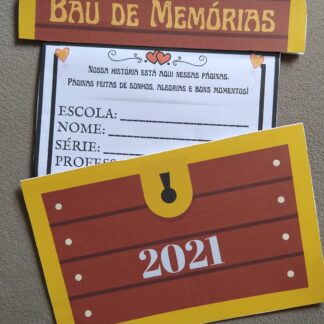 BAÚ DE MEMÓRIAS
NOSSA HISTÓRIA ESTÁ AQUI NESSAS PÁGINAS.
PÁGINAS FEITAS DE SONHOS, ALEGRIAS E BONS MOMENTOS!
ESCOLA:
NOME:
SÉRIE:
PROFESS
2021